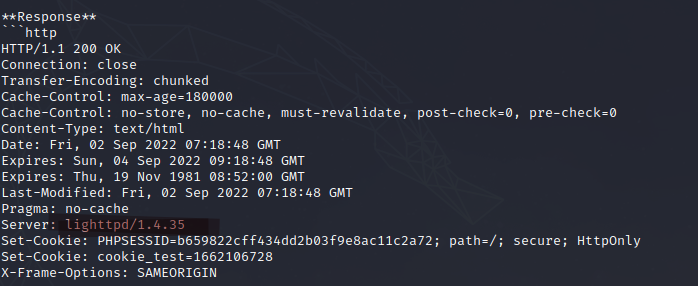 **Response**
```http
HTTP/1.1 200 OK
Connection: close
Transfer-Encoding: chunked
Cache-Control: max-age=180000
Cache-Control: no-store, no-cache, must-revalidate, post-check=0, pre-check=0
Content-Type: text/html
Date: Fri, 02 Sep 2022 07:18:48 GMT
Expires: Sun, 04 Sep 2022 09:18:48 GMT
Expires: Thu, 19 Nov 1981 08:52:00 GMT
Last-Modified: Fri, 02 Sep 2022 07:18:48 GMT
Pragma: no-cache
Server: lighttpd/1.4.35
Set-Cookie: PHPSESSID=b659822cff434dd2b03f9e8ac11c2a72; path=/; secure; HttpOnly
Set-Cookie: cookie_test=1662106728
X-Frame-Options: SAMEORIGIN